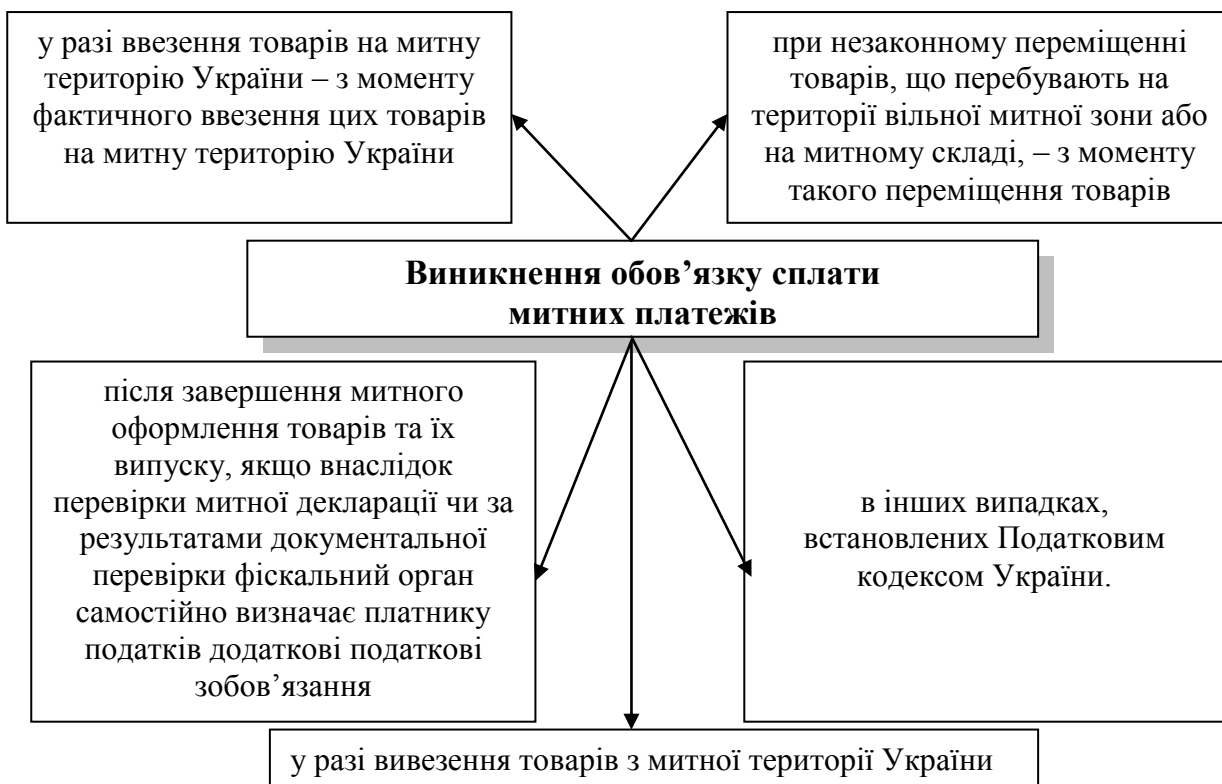 у разі ввезення товарів на митну
територію України – з моменту
фактичного ввезення цих товарів
на митну територію України
при незаконному переміщенні
товарів, що перебувають на
території вільної митної зони або
на митному складі, – з моменту
такого переміщення товарів
Виникнення обов’язку сплати
митних платежів
після завершення митного
оформлення товарів та їх
випуску, якщо внаслідок
перевірки митної декларації чи за
результатами документальної
перевірки фіскальний орган
самостійно визначає платнику
податків додаткові податкові
зобов’язання
в інших випадках,
встановлених Податковим
кодексом України.
у разі вивезення товарів з митної території України